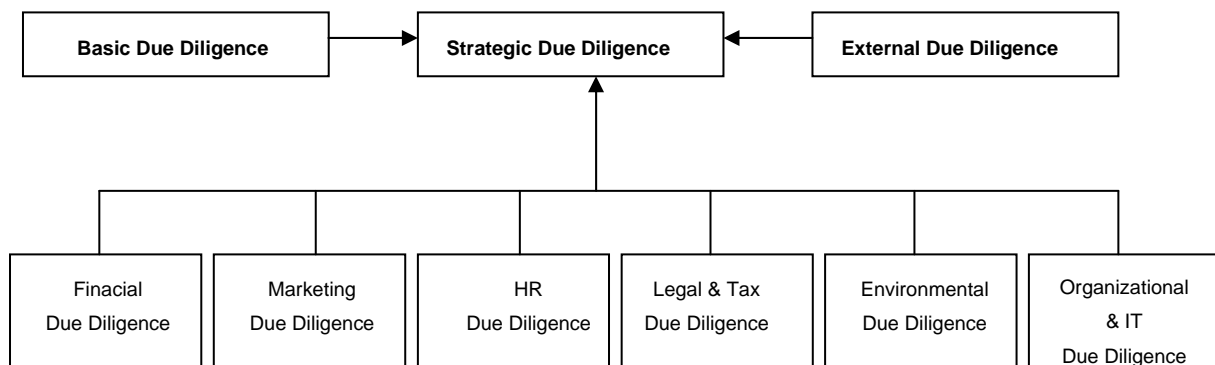 Basic Due Diligence
Strategic Due Diligence
External Due Diligence
Finacial
Due Diligence
Marketing
Due Diligence
HR
Due Diligence
Legal & Tax
Due Diligence
Environmental
Due Diligence
Organizational
& IT
Due Diligence